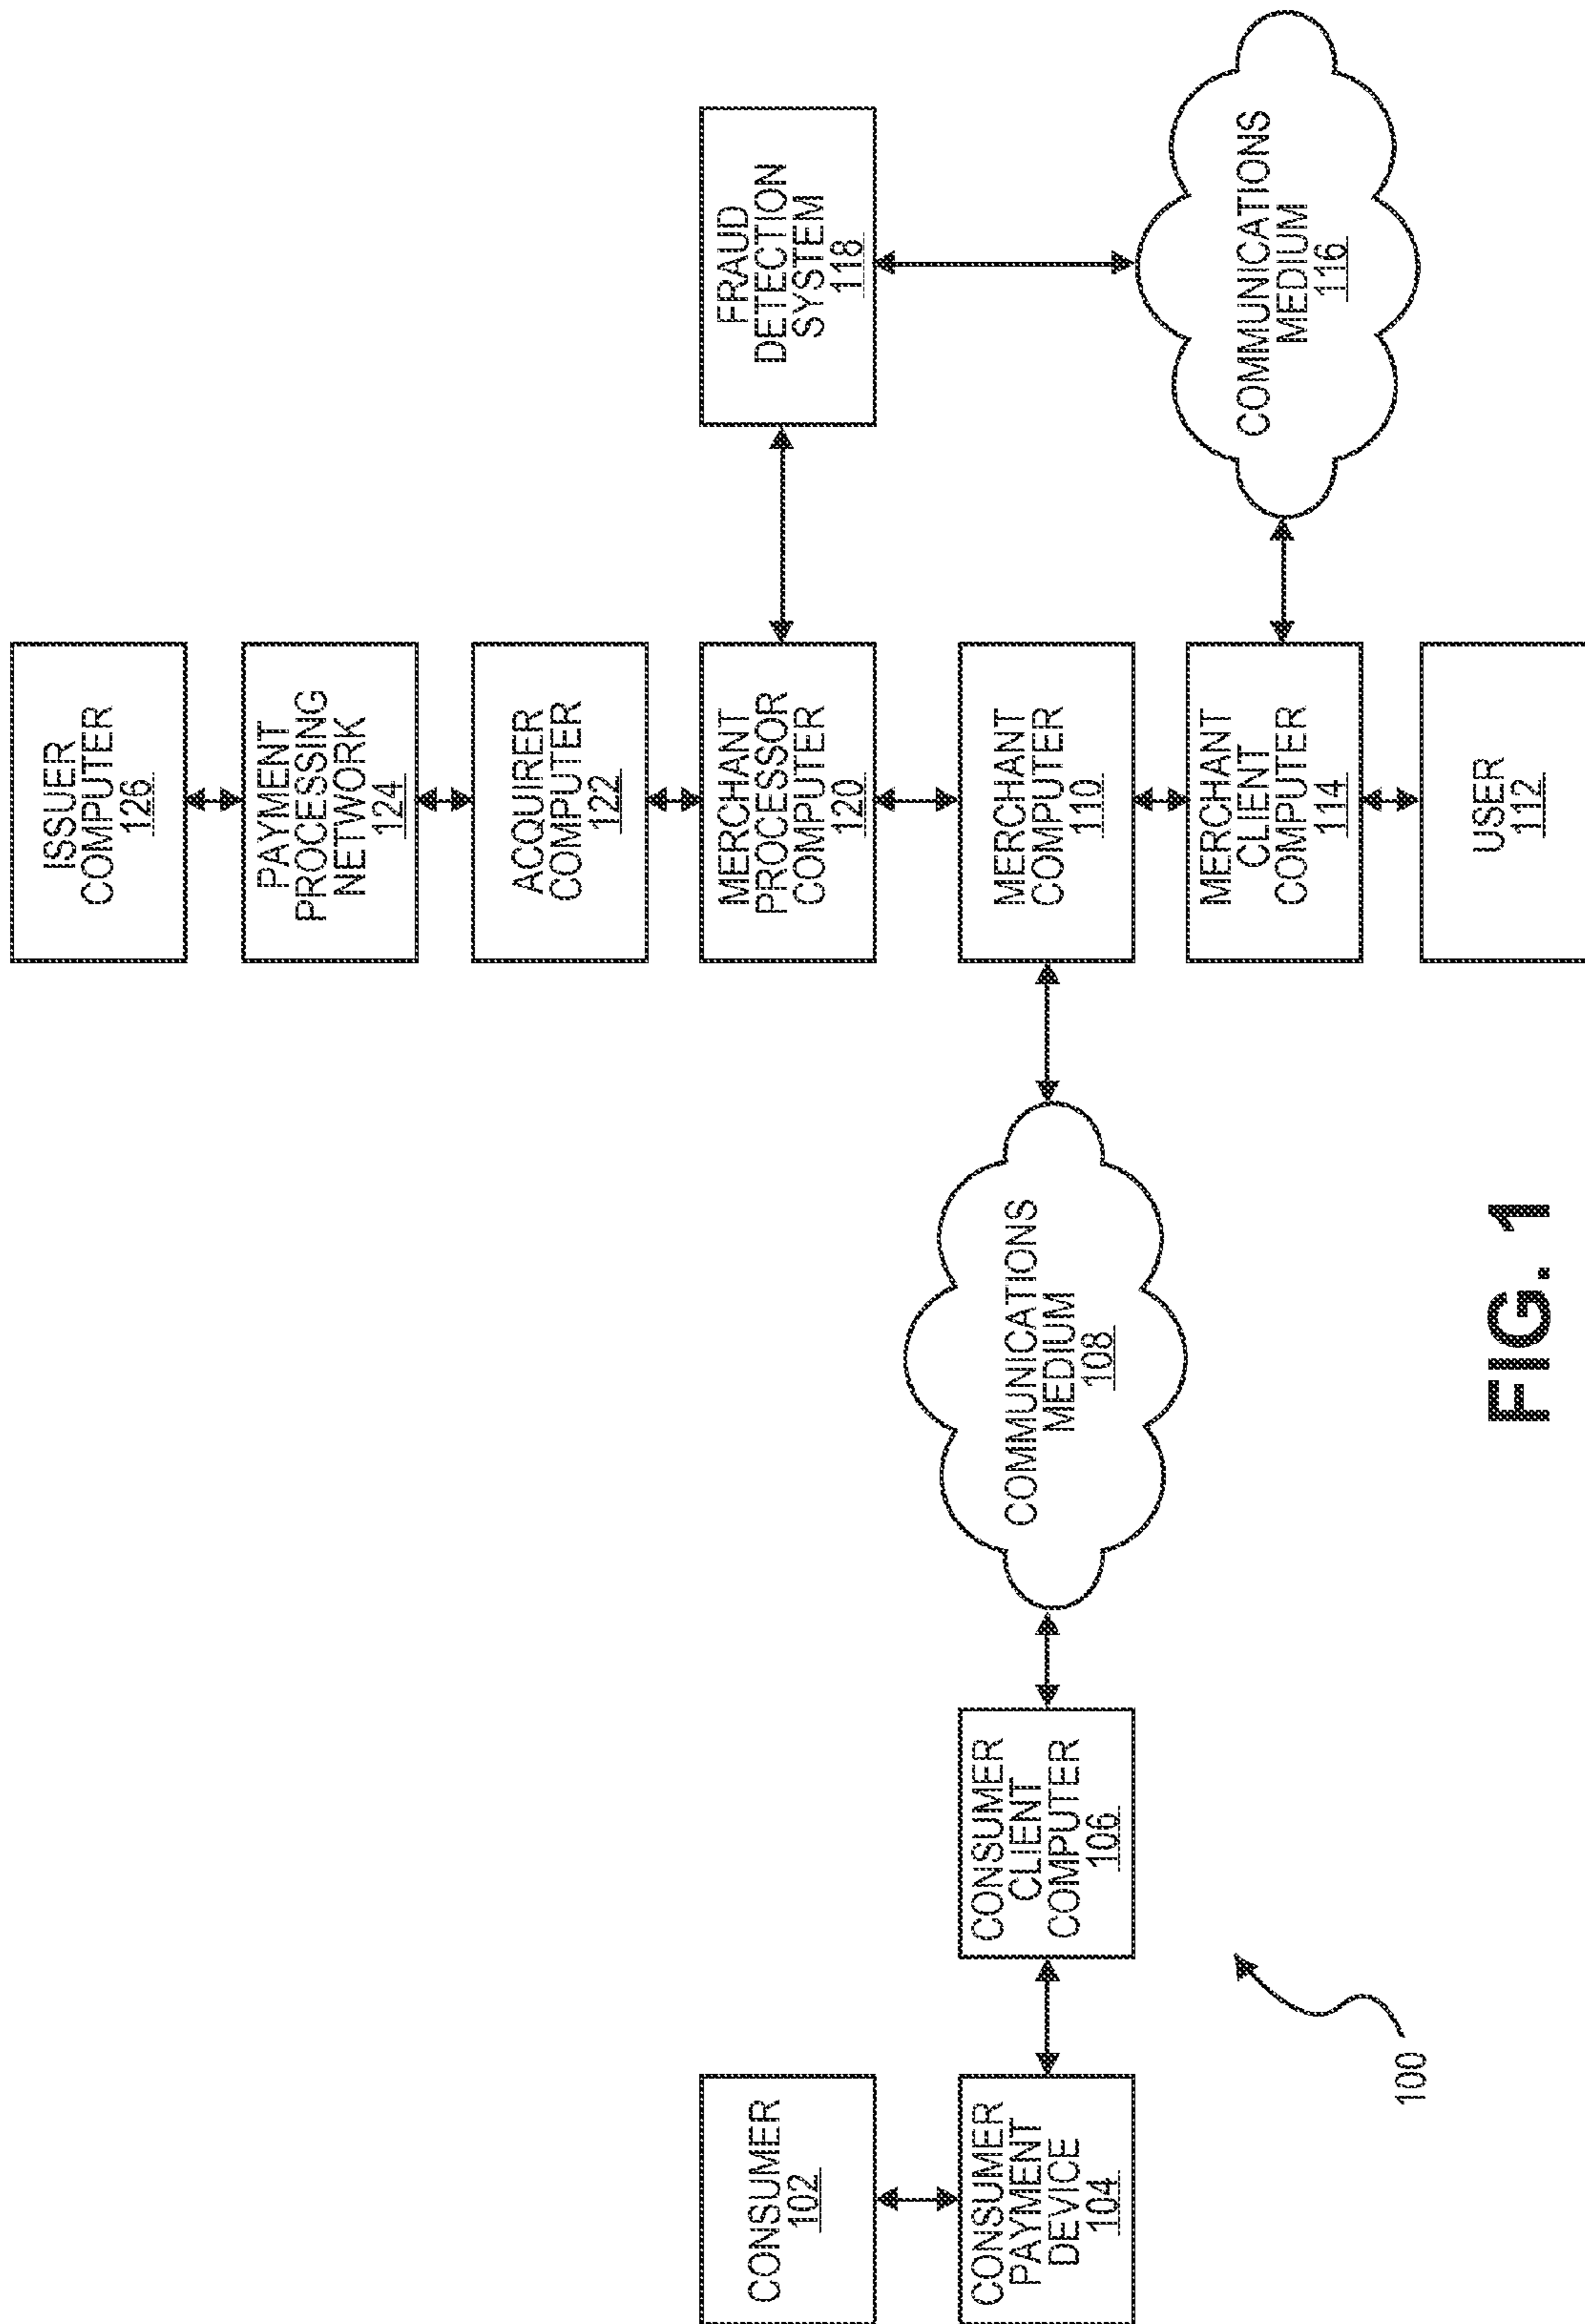 ISSUER
COMPUTER
126
PAYMENT
PROCESSING
NETWORK
124
ACQUIRER
COMPUTER
122
CONSUMER
102
MERCHANT
PROCESSOR
COMPUTER
120
FRAUD
DETECTION
SYSTEM
118
CONSUMER
PAYMENT
DEVICE
104
CONSUMER
CLIENT
COMPUTER
106
COMMUNICATIONS
MEDIUM
108
MERCHANT
COMPUTER
110
MERCHANT
CLIENT
COMPUTER
114
COMMUNICATIONS
MEDIUM
116
USER
112
100
FIG. 1